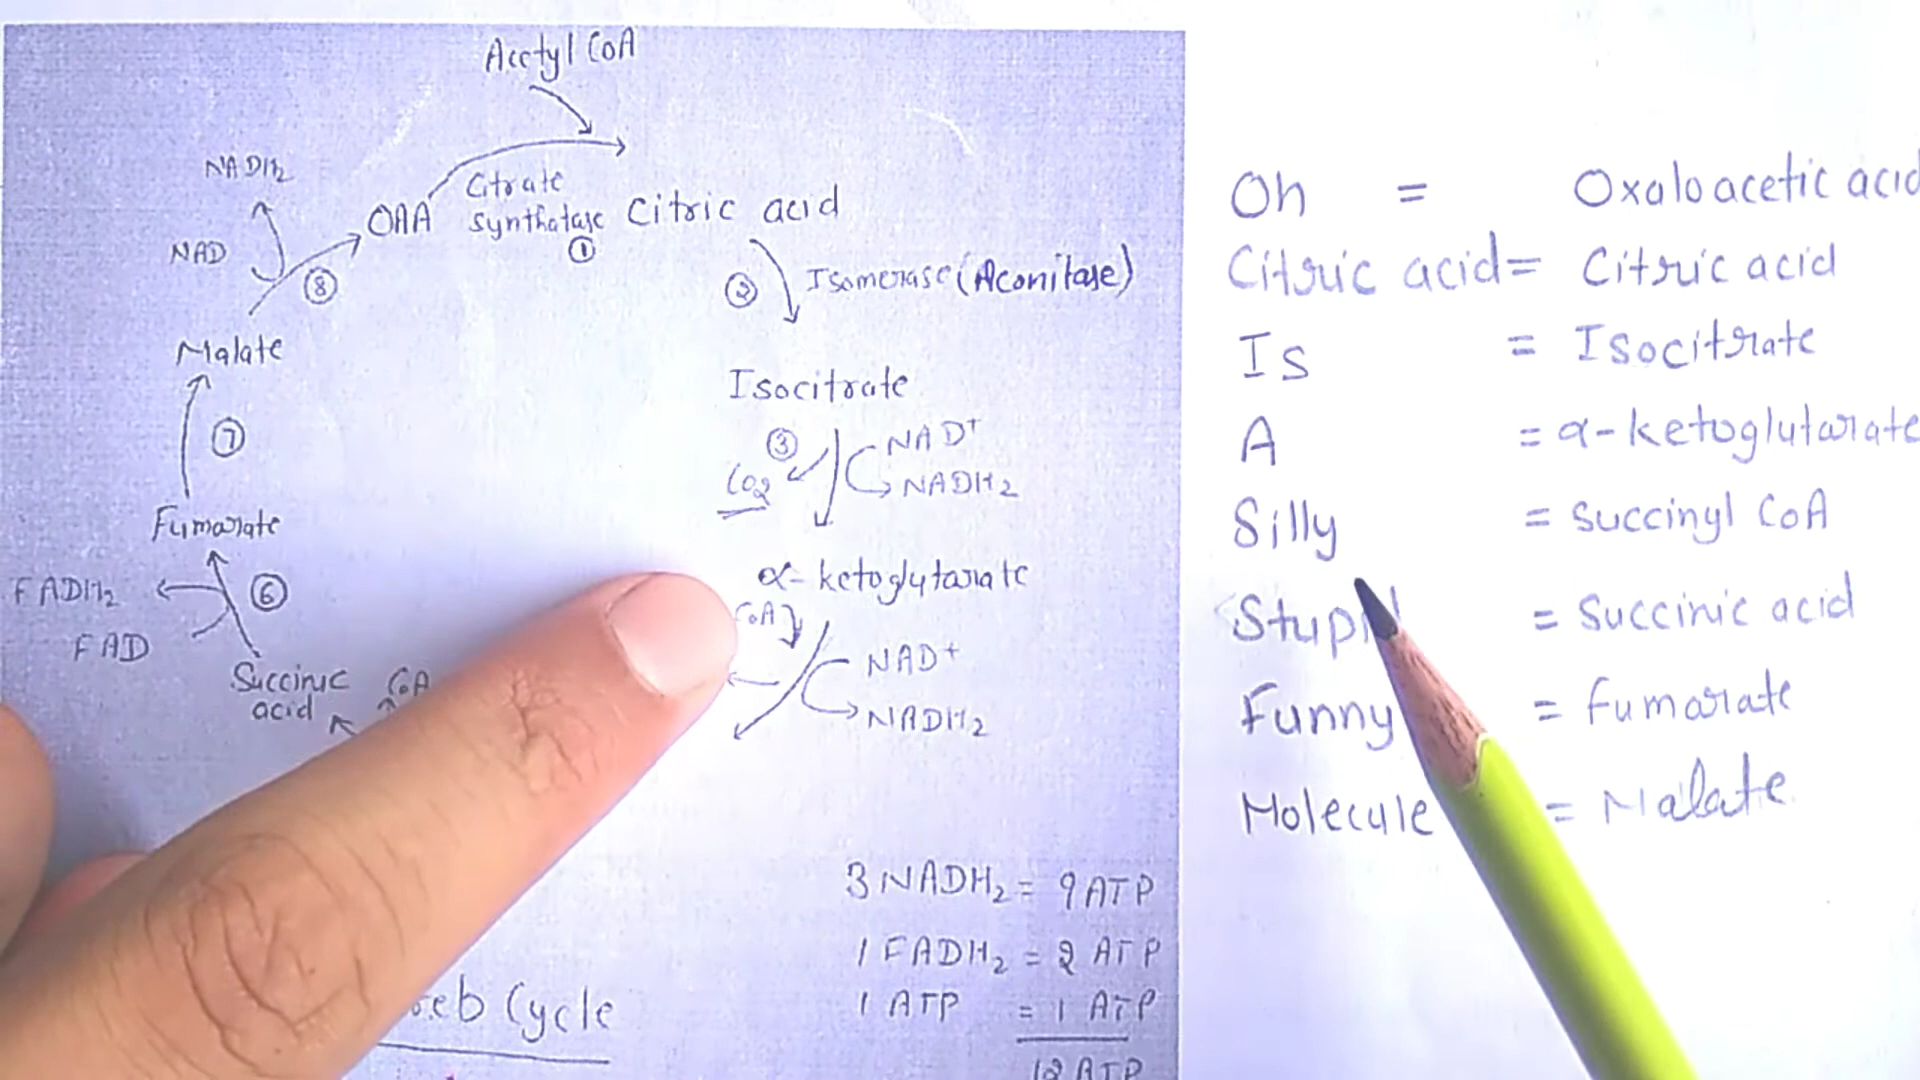 Acetyl CoA
NADH2
NAD
OAA
Citrate
synthatase
①
Citric acid
⑧
②
Isomerase (Aconitase)
Malate
Isocitrate
⑦
③
NAD+
CO2
NADH2
Fumarate
α-ketoglutarate
FADH2
⑥
CoA
FAD
NAD+
Succinic
acid
CoA
NADH2
3 NADH2 = 9 ATP
1 FADH2 = 2 ATP
1 ATP = 1 ATP
12 ATP
Cycle
Oh = Oxaloacetic acid
Citric acid = Citric acid
Is = Isocitrate
A = α-ketoglutarate
Silly = Succinyl CoA
= Succinic acid
Funny = fumarate
Molecule = Malate